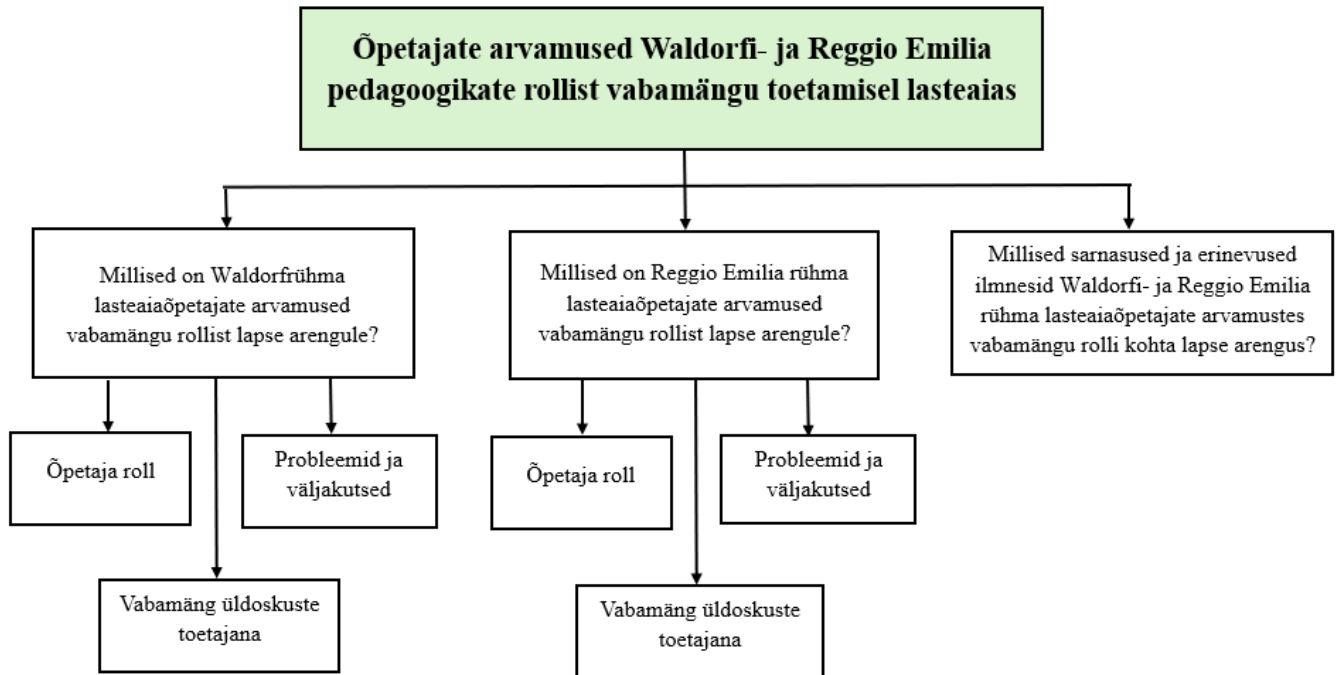 Õpetajate arvamused Waldorfi- ja Reggio Emilia
pedagoogikate rollist vabamängu toetamisel lasteaias
Millised on Waldorfrühma
lasteaiaõpetajate arvamused
vabamängu rollist lapse arengule?
Millised on Reggio Emilia rühma
lasteaiaõpetajate arvamused
vabamängu rollist lapse arengule?
Millised sarnasused ja erinevused
ilmnesid Waldorfi- ja Reggio Emilia
rühma lasteaiaõpetajate arvamustes
vabamängu rolli kohta lapse arengus?
Õpetaja roll
Probleemid ja
väljakutsed
Õpetaja roll
Probleemid ja
väljakutsed
Vabamäng üldoskuste
toetajana
Vabamäng üldoskuste
toetajana